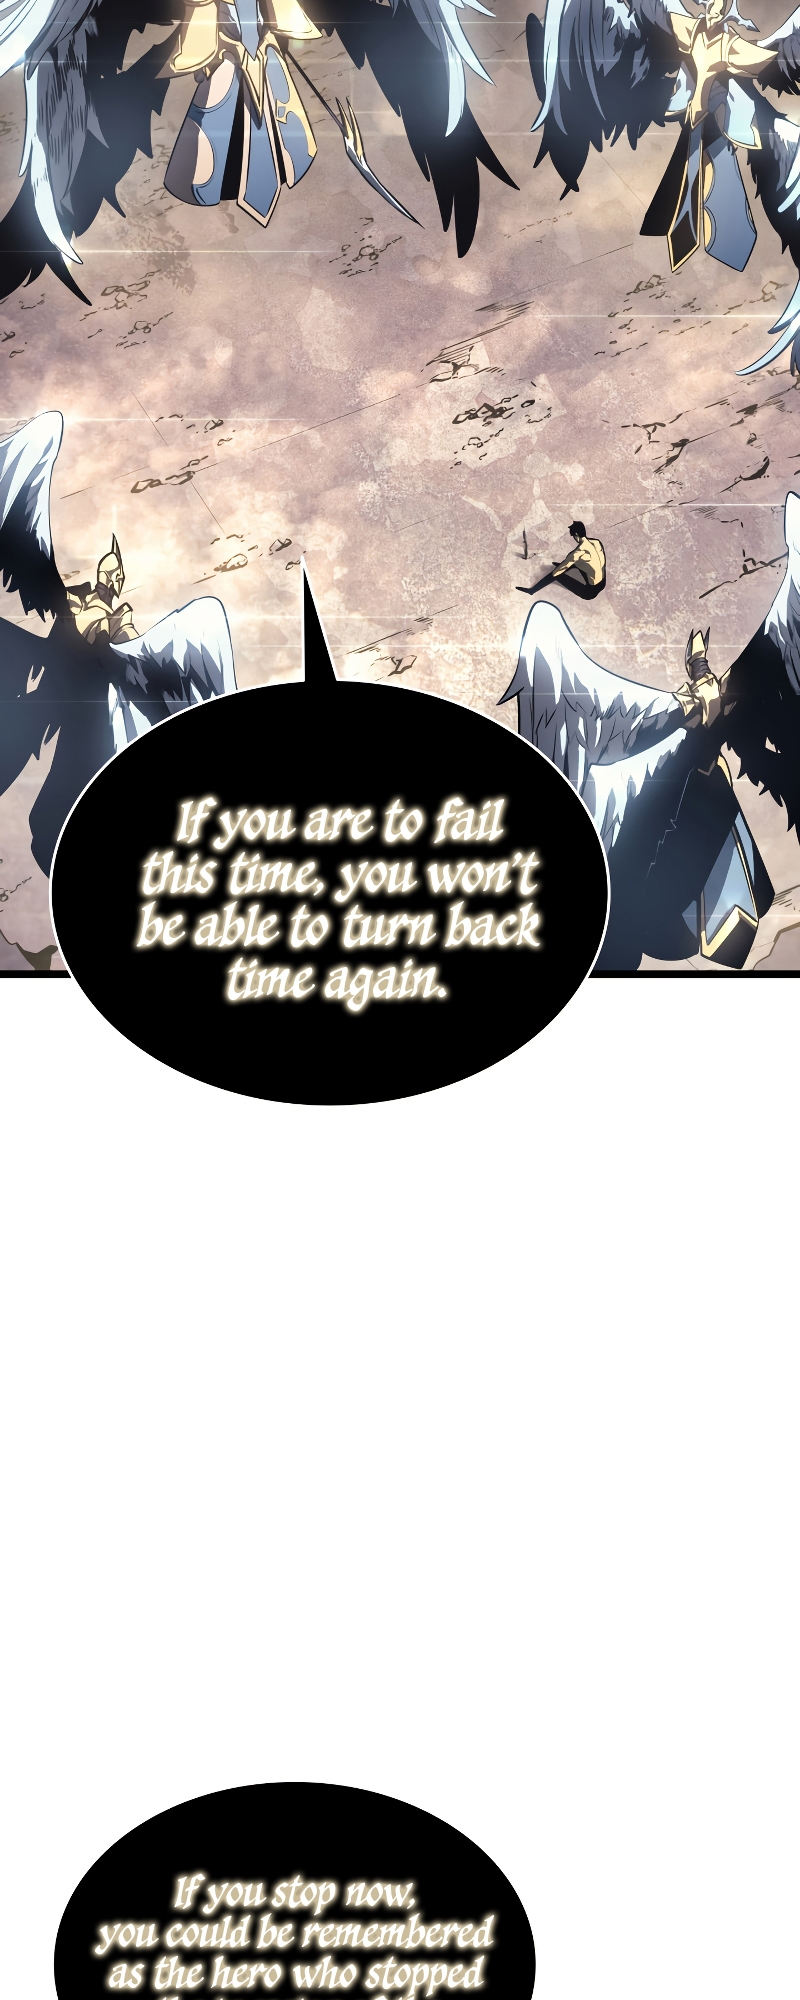 If you are to fail
this time, you won't
be able to turn back
time again.
If you stop now,
you could be remembered
as the hero who stopped